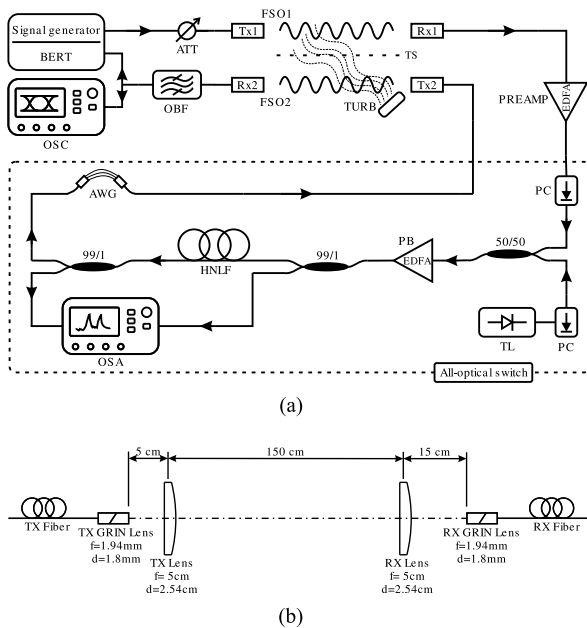 Signal generator
BERT
ATT
Tx1
FSO1
Rx1
TS
Rx2
FSO2
TURB
Tx2
OBF
OSC
PREAMP
EDFA
PC
AWG
99/1
HNLF
99/1
PB
EDFA
50/50
OSA
TL
PC
All-optical switch
(a)
5 cm
150 cm
15 cm
TX Fiber
TX GRIN Lens
f=1.94mm
d=1.8mm
TX Lens
f= 5cm
d=2.54cm
RX Lens
f= 5cm
d=2.54cm
RX GRIN Lens
f=1.94mm
d=1.8mm
RX Fiber
(b)